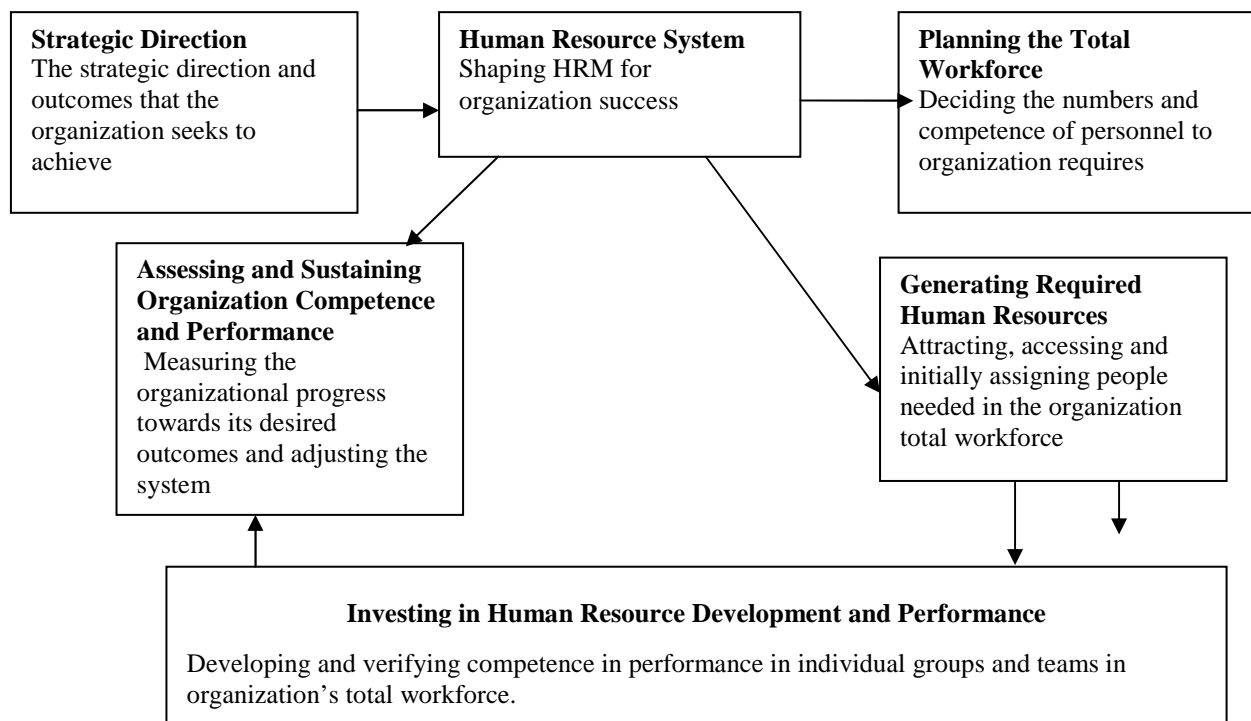 Strategic Direction
The strategic direction and
outcomes that the
organization seeks to
achieve
Human Resource System
Shaping HRM for
organization success
Planning the Total
Workforce
Deciding the numbers and
competence of personnel to
organization requires
Assessing and Sustaining
Organization Competence
and Performance
Measuring the
organizational progress
towards its desired
outcomes and adjusting the
system
Generating Required
Human Resources
Attracting, accessing and
initially assigning people
needed in the organization
total workforce
Investing in Human Resource Development and Performance
Developing and verifying competence in performance in individual groups and teams in
organization’s total workforce.